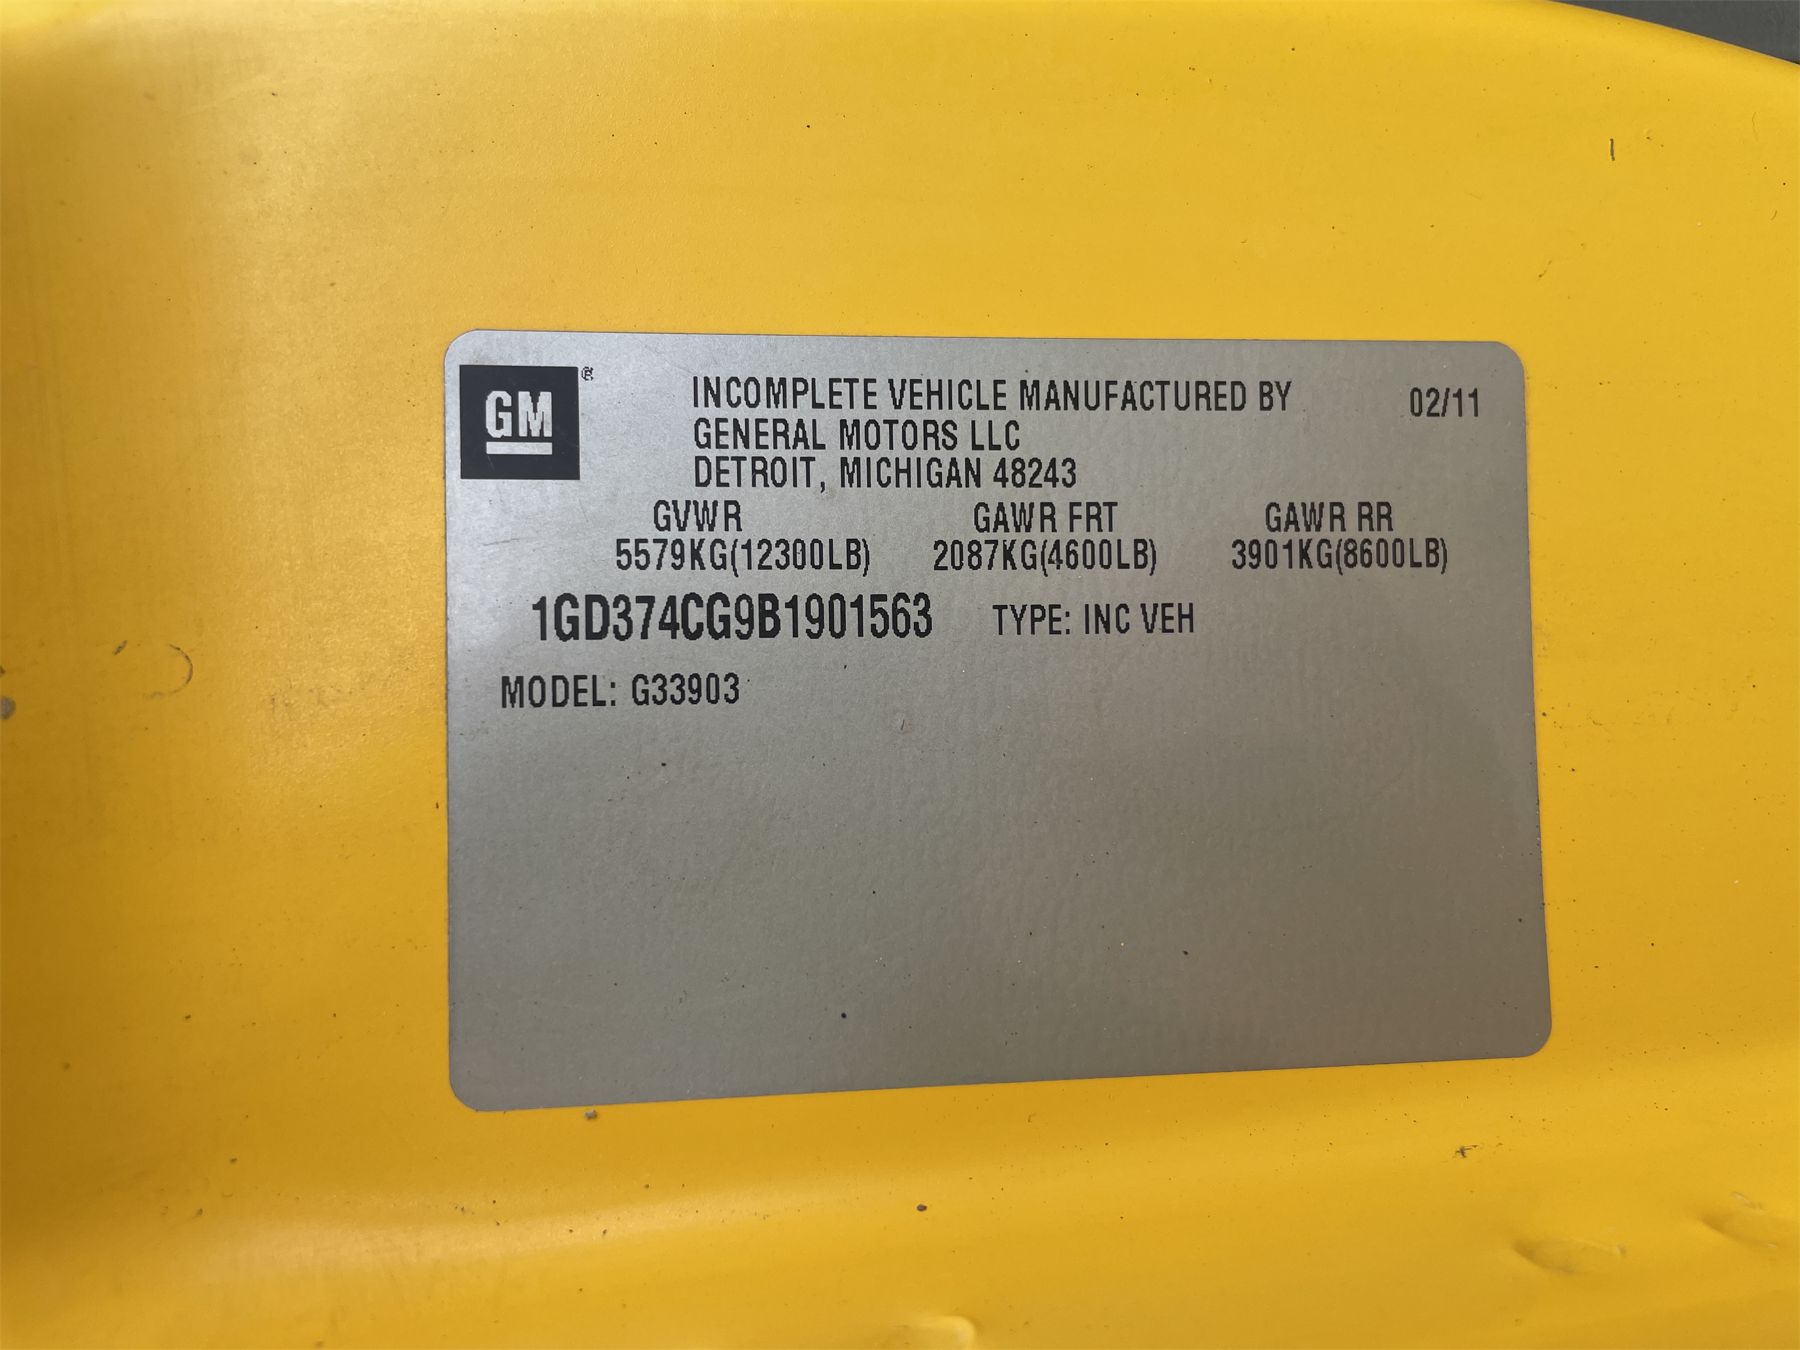 GM ®
INCOMPLETE VEHICLE MANUFACTURED BY 02/11
GENERAL MOTORS LLC
DETROIT, MICHIGAN 48243
GVWR GAWR FRT GAWR RR
5579KG(12300LB) 2087KG(4600LB) 3901KG(8600LB)
1GD374CG9B1901563 TYPE: INC VEH
MODEL: G33903